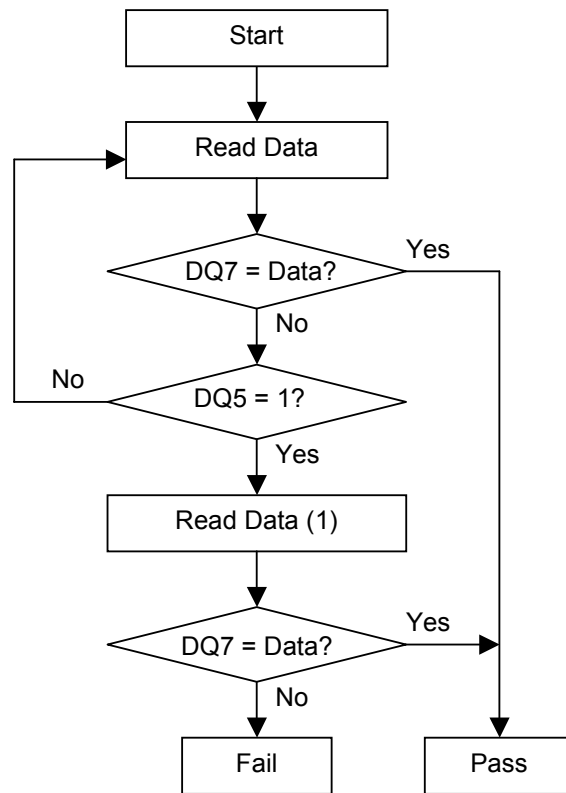 Start
Read Data
DQ7 = Data?
Yes
No
DQ5 = 1?
No
Yes
Read Data (1)
DQ7 = Data?
Yes
No
Fail
Pass